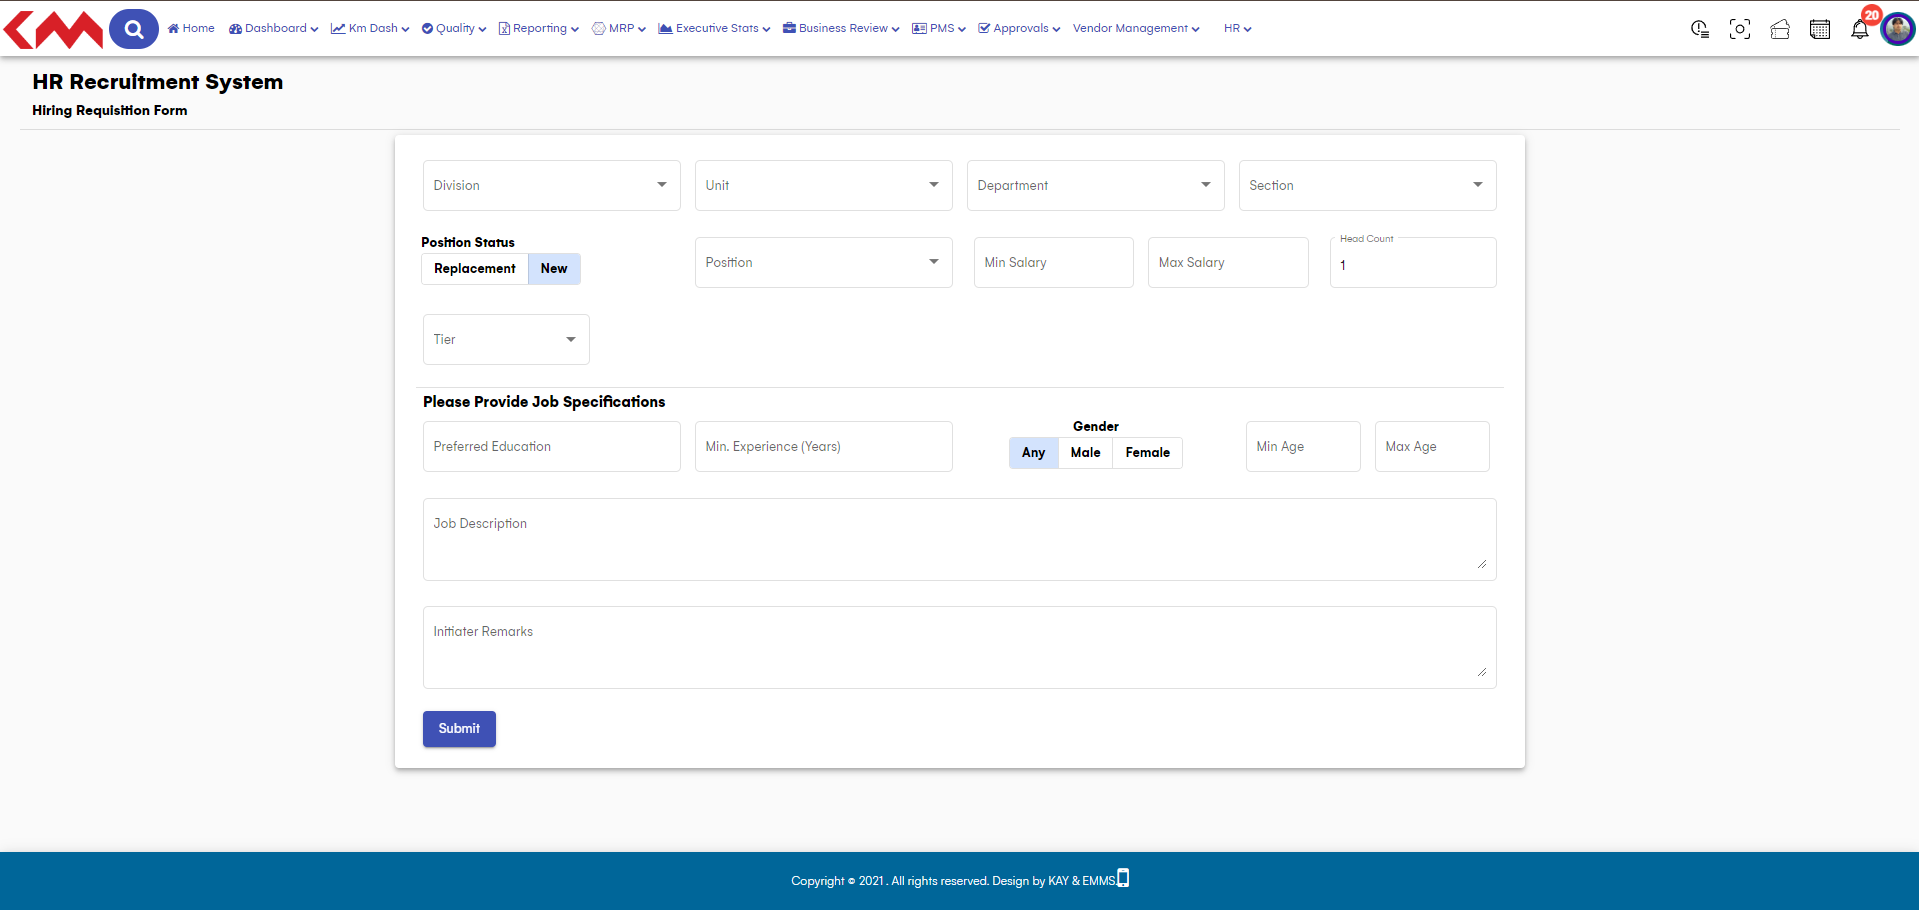 KM Home Dashboard Km Dash Quality Reporting MRP Executive Stats Business Review PMS Approvals Vendor Management HR 20
HR Recruitment System
Hiring Requisition Form
Division Unit Department Section
Position Status
Replacement New
Position Min Salary Max Salary
Head Count
1
Tier
Please Provide Job Specifications
Preferred Education Min. Experience (Years)
Gender
Any Male Female
Min Age Max Age
Job Description
Initiater Remarks
Submit
Copyright © 2021 . All rights reserved. Design by KAY & EMMS.